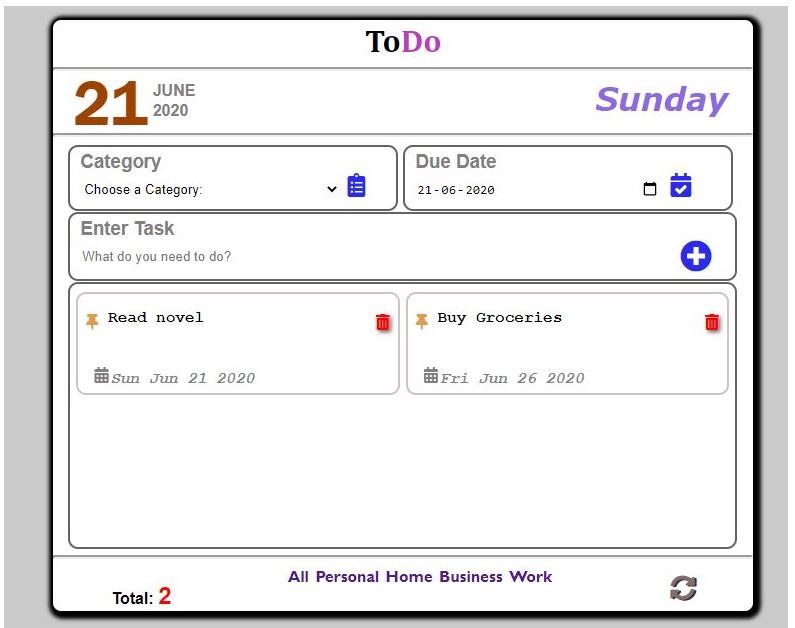 ToDo
21 JUNE
2020
Sunday
Category
Choose a Category:
Due Date
21-06-2020
Enter Task
What do you need to do?
Read novel
Sun Jun 21 2020
Buy Groceries
Fri Jun 26 2020
All Personal Home Business Work
Total: 2